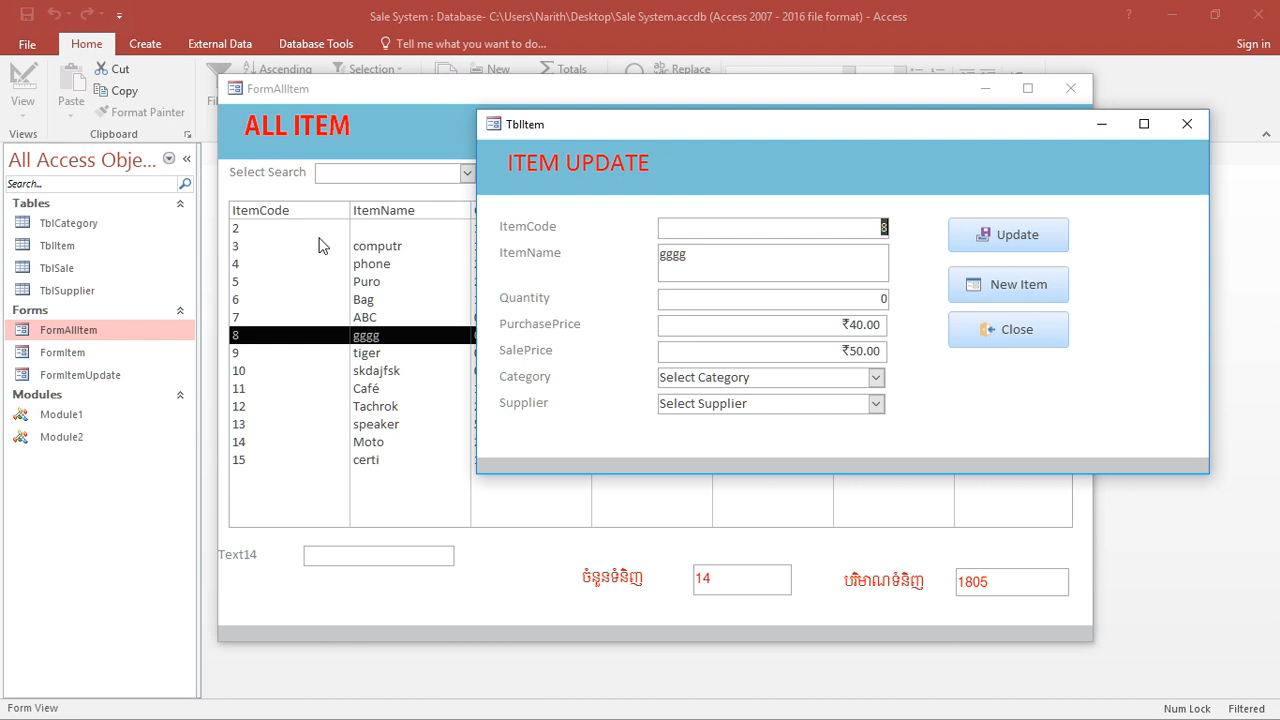 Sale System : Database- C:\Users\Narith\Desktop\Sale System.accdb (Access 2007 - 2016 file format) - Access
File
Home
Create
External Data
Database Tools
Tell me what you want to do...
Sign in
View
Paste
Cut
Copy
Format Painter
Ascending
Selection
New
Totals
Replace
Views
Clipboard
FormAllItem
ALL ITEM
Select Search
All Access Obje...
Search...
Tables
TblCategory
TblItem
TblSale
TblSupplier
Forms
FormAllItem
FormItem
FormItemUpdate
Modules
Module1
Module2
ItemCode ItemName
2
3 computr
4 phone
5 Puro
6 Bag
7 ABC
8 gggg
9 tiger
10 skdajfsk
11 Café
12 Tachrok
13 speaker
14 Moto
15 certi
TblItem
ITEM UPDATE
ItemCode 8
ItemName gggg
Quantity 0
PurchasePrice ₹40.00
SalePrice ₹50.00
Category Select Category
Supplier Select Supplier
Update
New Item
Close
Text14
ចំនួនទំនិញ 14
បរិមាណទំនិញ 1805
Form View
Num Lock
Filtered